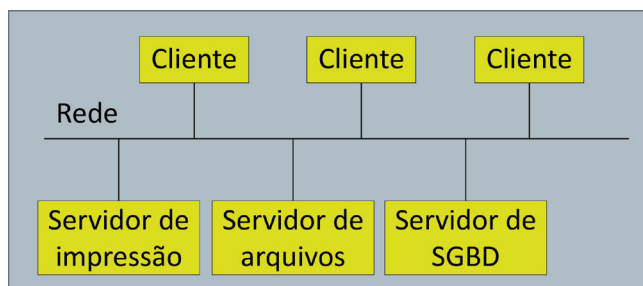 Cliente
Cliente
Cliente
Rede
Servidor de
impressão
Servidor de
arquivos
Servidor de
SGBD